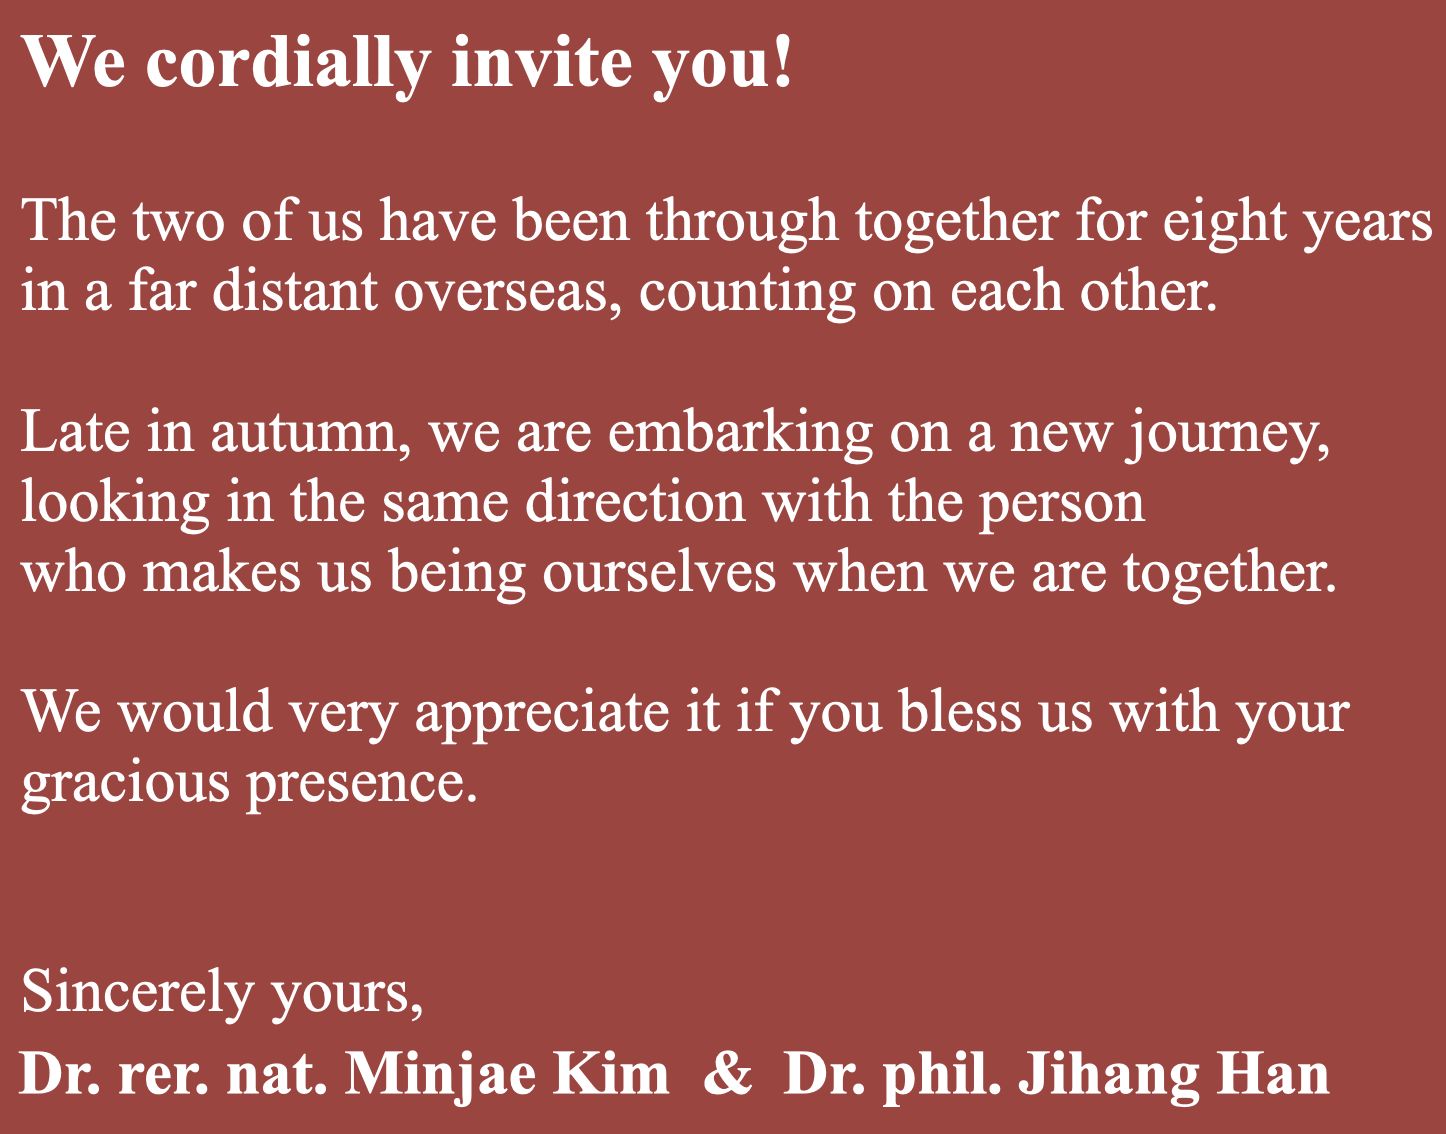 We cordially invite you!
The two of us have been through together for eight years
in a far distant overseas, counting on each other.
Late in autumn, we are embarking on a new journey,
looking in the same direction with the person
who makes us being ourselves when we are together.
We would very appreciate it if you bless us with your
gracious presence.
Sincerely yours,
Dr. rer. nat. Minjae Kim & Dr. phil. Jihang Han